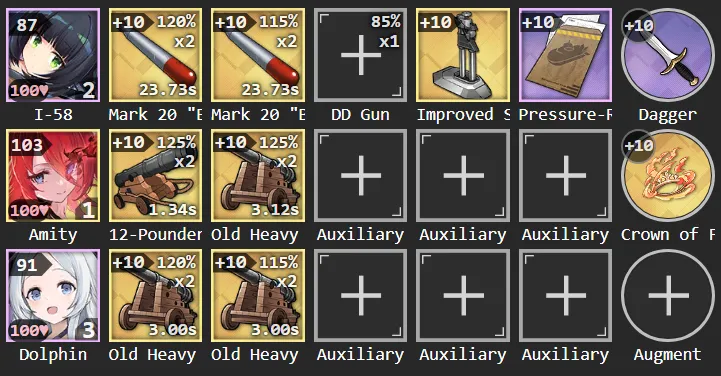 87
100♥ 2
+10 120% x2
23.73s
+10 115% x2
23.73s
85% x1
+10
+10
+10
I-58 Mark 20 "E Mark 20 "E DD Gun Improved S Pressure-R Dagger
103
100♥ 1
+10 125% x2
1.34s
+10 125% x2
3.12s
+10
Amity 12-Pounder Old Heavy Auxiliary Auxiliary Auxiliary Crown of F
91
100♥ 3
+10 120% x2
3.00s
+10 115% x2
3.00s
Dolphin Old Heavy Old Heavy Auxiliary Auxiliary Auxiliary Augment